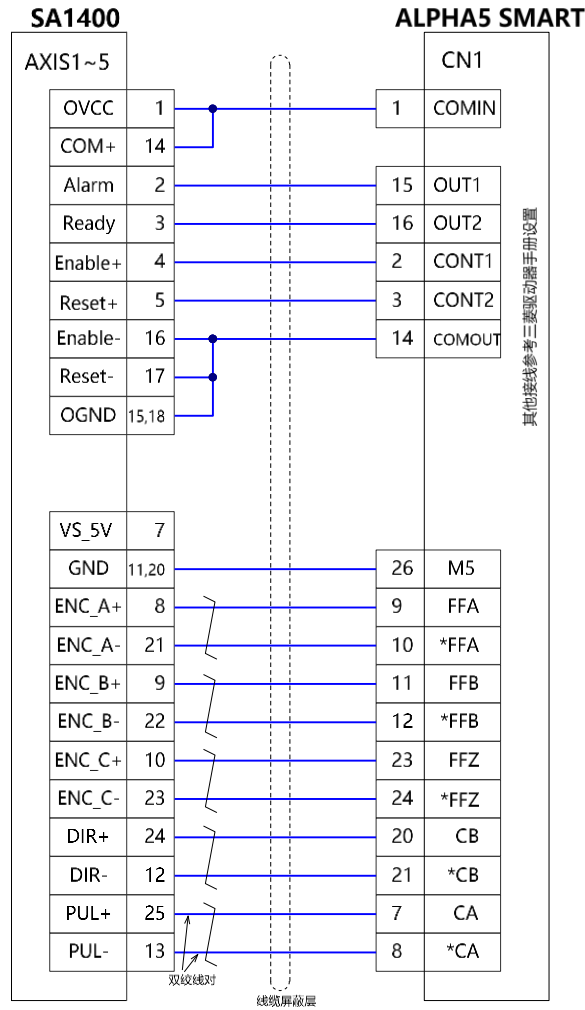 SA1400 ALPHA5 SMART
AXIS1~5 CN1
OVCC 1 1 COMIN
COM+ 14
Alarm 2 15 OUT1
Ready 3 16 OUT2
Enable+ 4 2 CONT1
Reset+ 5 3 CONT2
Enable- 16 14 COMOUT
Reset- 17
OGND 15,18
其他接线参考三菱驱动器手册设置
VS_5V 7
GND 11,20 26 M5
ENC_A+ 8 9 FFA
ENC_A- 21 10 *FFA
ENC_B+ 9 11 FFB
ENC_B- 22 12 *FFB
ENC_C+ 10 23 FFZ
ENC_C- 23 24 *FFZ
DIR+ 24 20 CB
DIR- 12 21 *CB
PUL+ 25 7 CA
PUL- 13 8 *CA
双绞线对
线缆屏蔽层